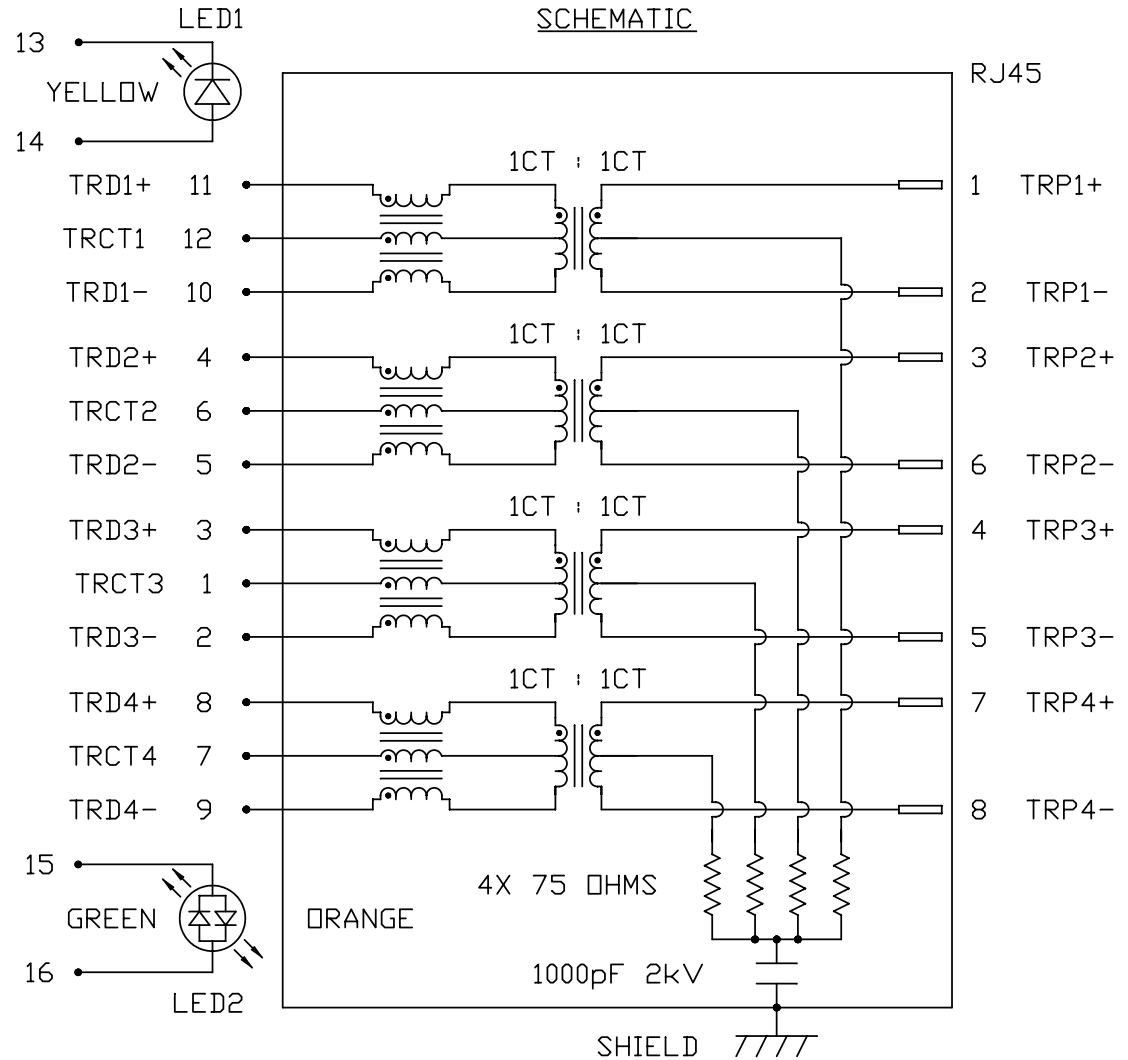 LED1
SCHEMATIC
13
YELLOW
14
RJ45
1CT : 1CT
TRD1+ 11
1 TRP1+
TRCT1 12
TRD1- 10
2 TRP1-
1CT : 1CT
TRD2+ 4
3 TRP2+
TRCT2 6
TRD2- 5
6 TRP2-
1CT : 1CT
TRD3+ 3
4 TRP3+
TRCT3 1
TRD3- 2
5 TRP3-
1CT : 1CT
TRD4+ 8
7 TRP4+
TRCT4 7
TRD4- 9
8 TRP4-
15
4X 75 OHMS
GREEN
ORANGE
16
1000pF 2kV
LED2
SHIELD